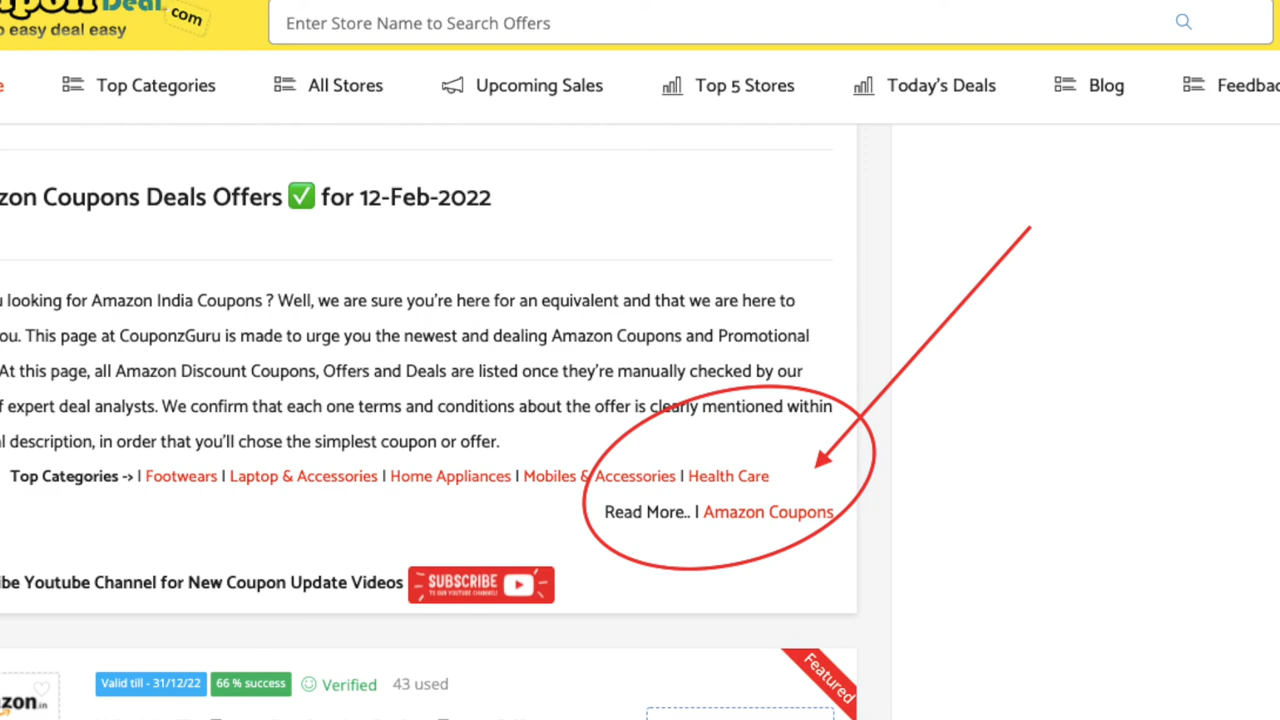 Deal
com
easy deal easy
Enter Store Name to Search Offers
Top Categories
All Stores
Upcoming Sales
Top 5 Stores
Today's Deals
Blog
Feedbac
zon Coupons Deals Offers ✅ for 12-Feb-2022
u looking for Amazon India Coupons ? Well, we are sure you're here for an equivalent and that we are here to
ou. This page at CouponzGuru is made to urge you the newest and dealing Amazon Coupons and Promotional
At this page, all Amazon Discount Coupons, Offers and Deals are listed once they're manually checked by our
f expert deal analysts. We confirm that each one terms and conditions about the offer is clearly mentioned within
l description, in order that you'll chose the simplest coupon or offer.
Top Categories -> | Footwears | Laptop & Accessories | Home Appliances | Mobiles & Accessories | Health Care
Read More.. | Amazon Coupons
ibe Youtube Channel for New Coupon Update Videos
SUBSCRIBE
TO OUR YOUTUBE CHANNEL
Featured
Valid till - 31/12/22
66 % success
Verified
43 used
zon.in